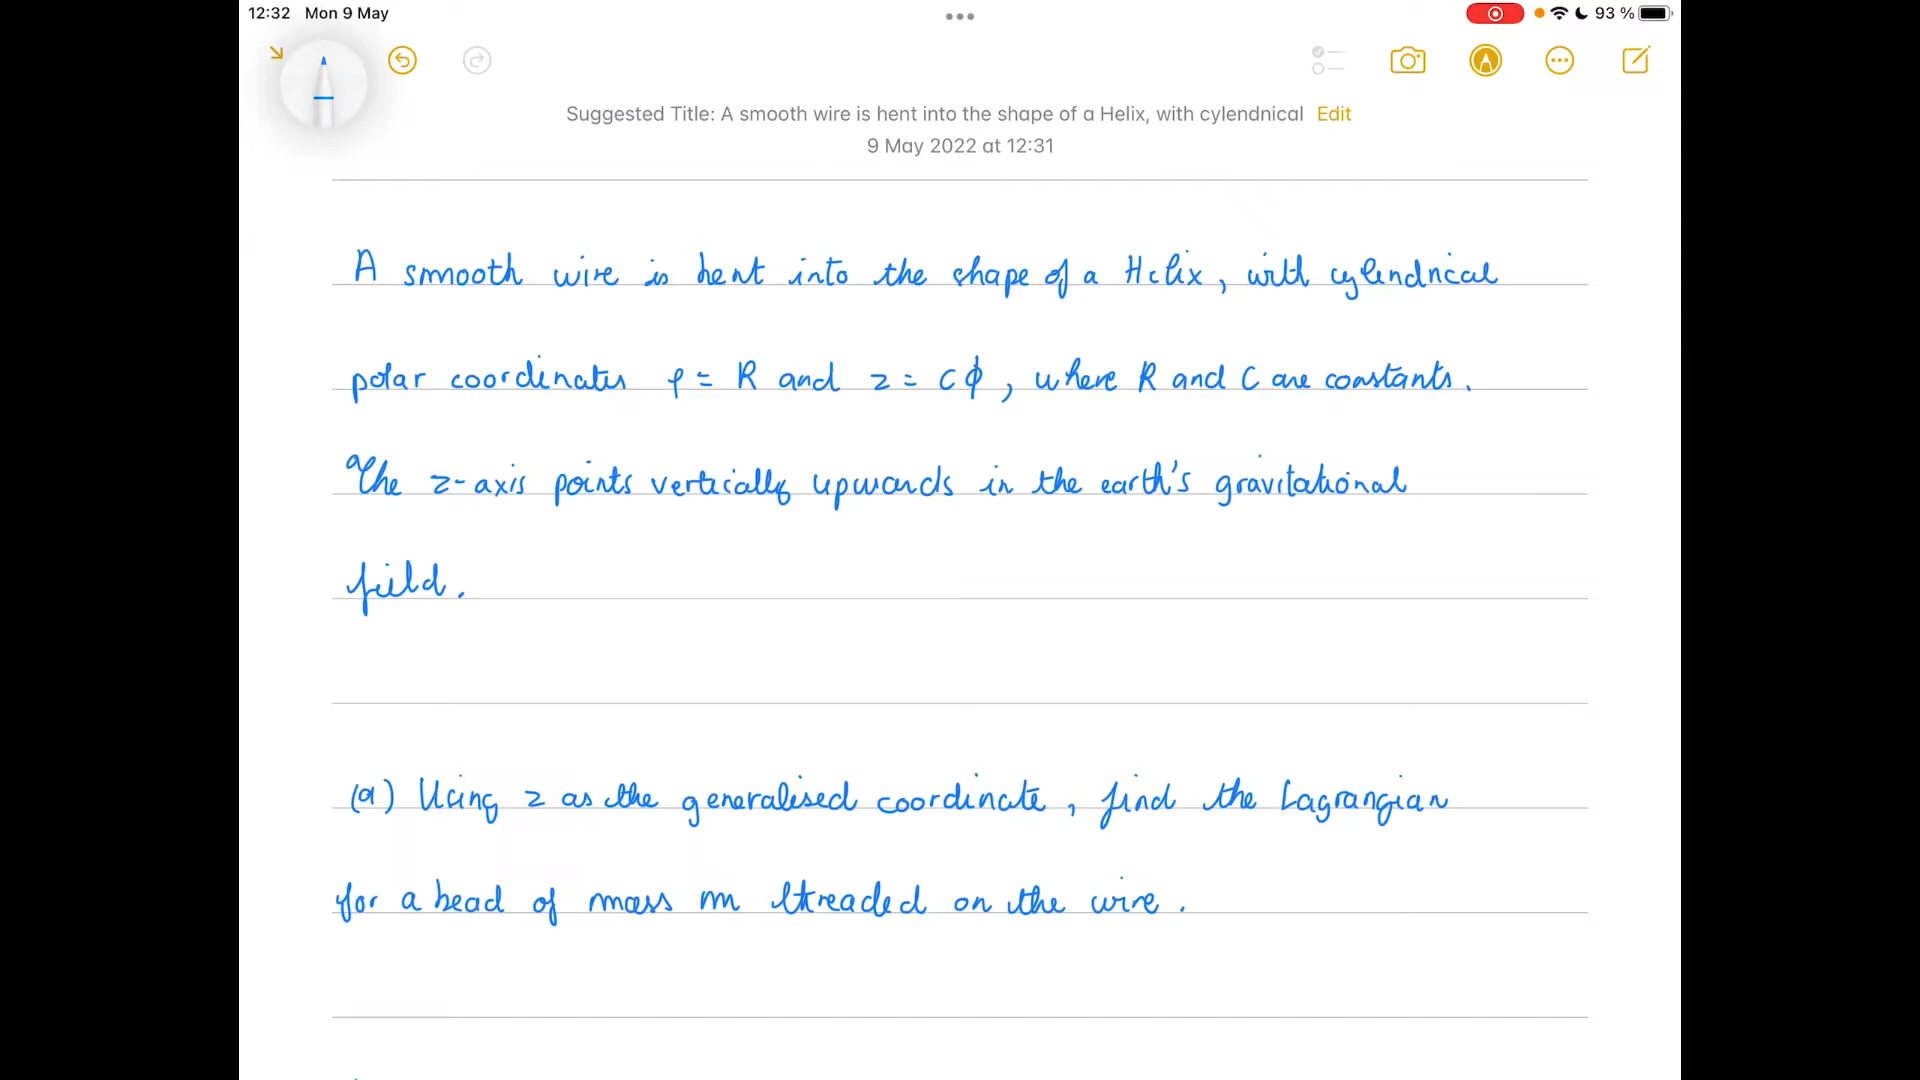 12:32 Mon 9 May
93 %
Suggested Title: A smooth wire is hent into the shape of a Helix, with cylendnical Edit
9 May 2022 at 12:31
A smooth wire is bent into the shape of a Helix, with cylendrical
polar coordinates ρ = R and z = cϕ, where R and C are constants.
The z-axis points vertically upwards in the earth's gravitational
field.
(a) Using z as the generalised coordinate, find the Lagrangian
for a bead of mass m threaded on the wire.